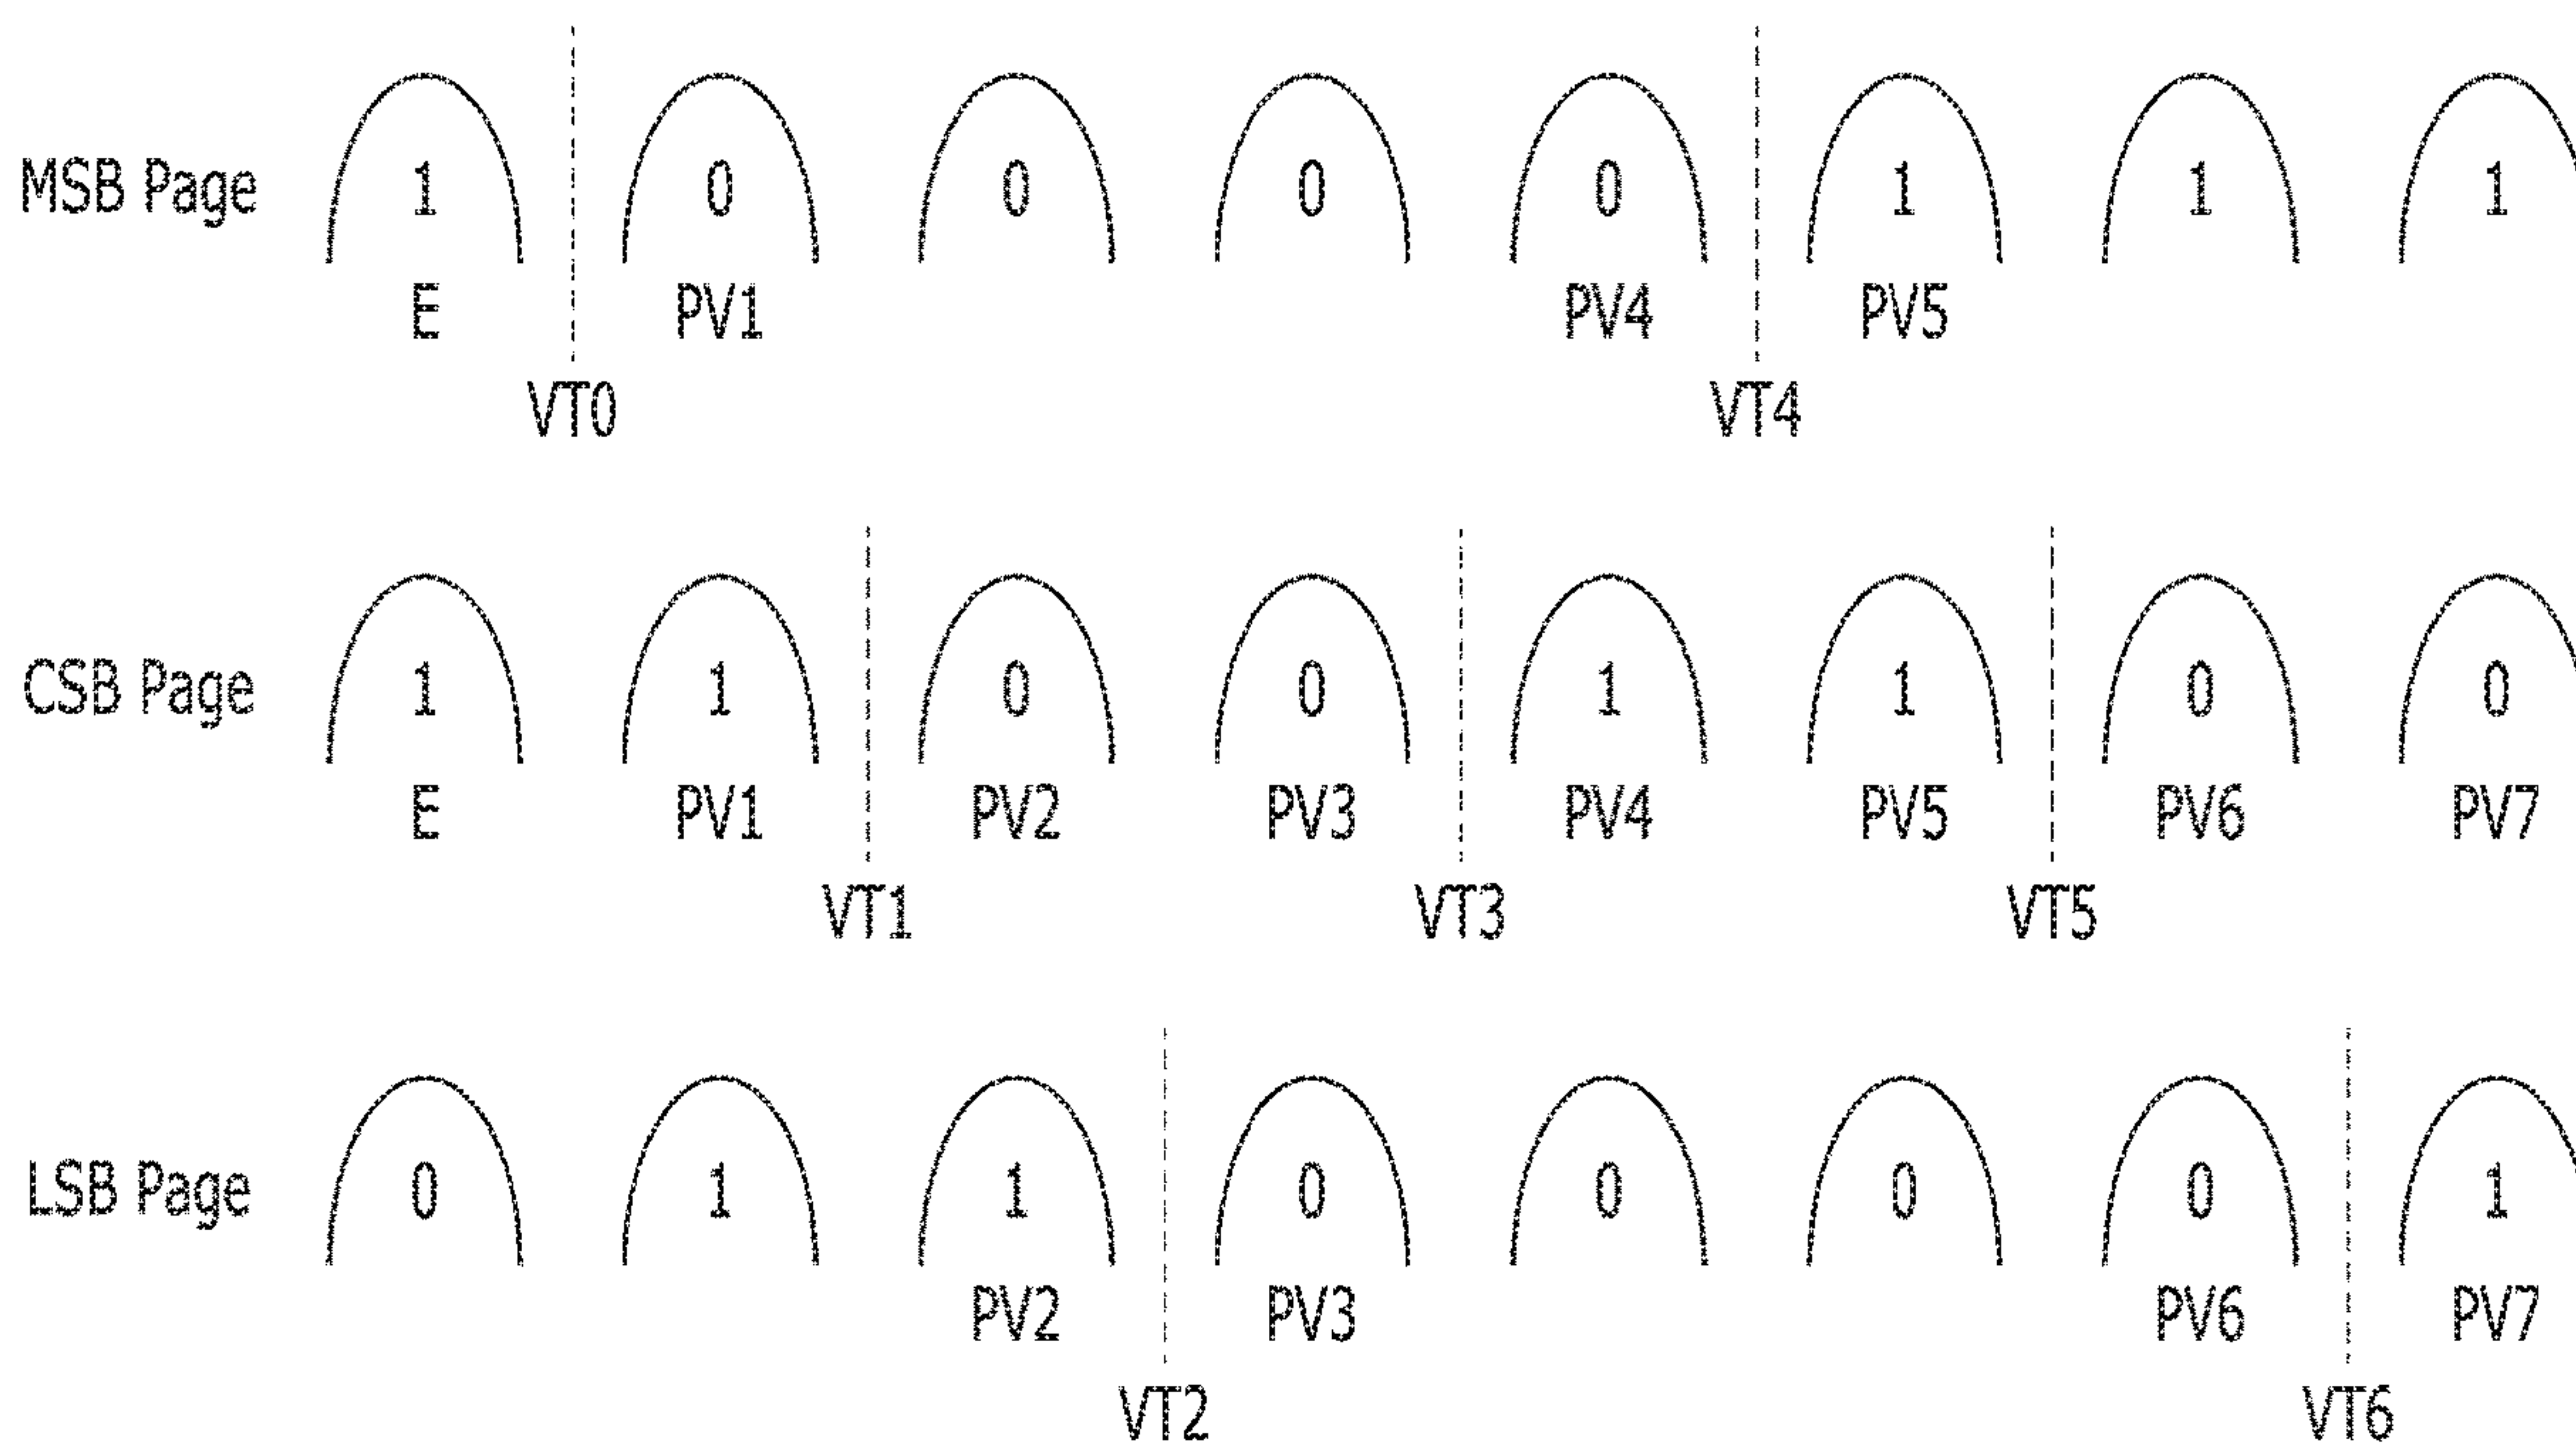 MSB Page 1 0 0 0 0 1 1 1
E PV1 PV4 PV5
VT0 VT4
CSB Page 1 1 0 0 1 1 0 0
E PV1 PV2 PV3 PV4 PV5 PV6 PV7
VT1 VT3 VT5
LSB Page 0 1 1 0 0 0 0 1
PV2 PV3 PV6 PV7
VT2 VT6